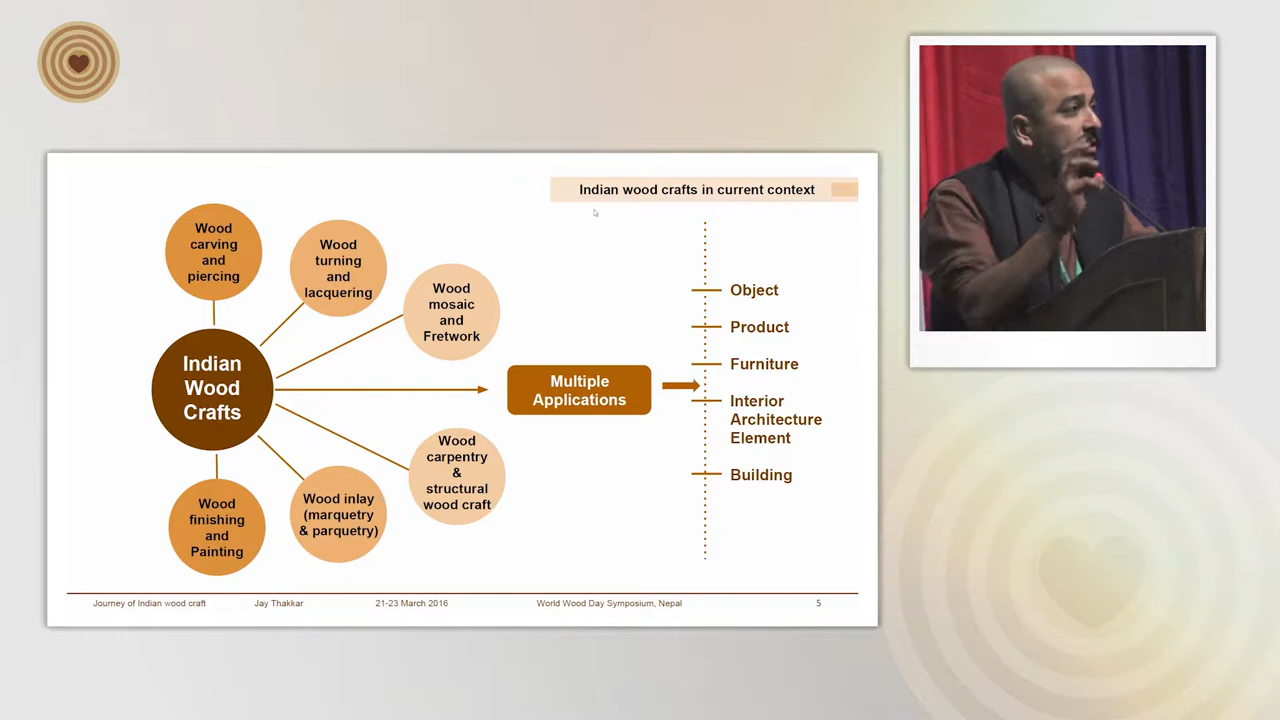 Indian wood crafts in current context
Wood
carving
and
piercing
Wood
turning
and
lacquering
Wood
mosaic
and
Fretwork
Indian
Wood
Crafts
Multiple
Applications
Wood
carpentry
&
structural
wood craft
Wood inlay
(marquetry
& parquetry)
Wood
finishing
and
Painting
Object
Product
Furniture
Interior
Architecture
Element
Building
Journey of Indian wood craft Jay Thakkar 21-23 March 2016 World Wood Day Symposium, Nepal 5